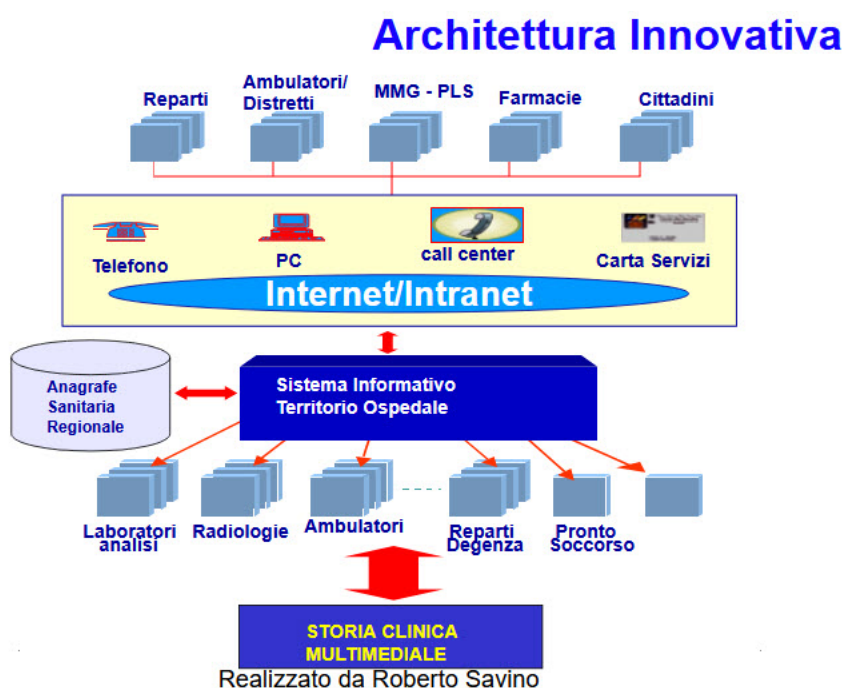 Architettura Innovativa
Reparti
Ambulatori/
Distretti
MMG - PLS
Farmacie
Cittadini
Telefono
PC
call center
Carta Servizi
Internet/Intranet
Anagrafe
Sanitaria
Regionale
Sistema Informativo
Territorio Ospedale
Laboratori
analisi
Radiologie
Ambulatori
Reparti
Degenza
Pronto
Soccorso
STORIA CLINICA
MULTIMEDIALE
Realizzato da Roberto Savino